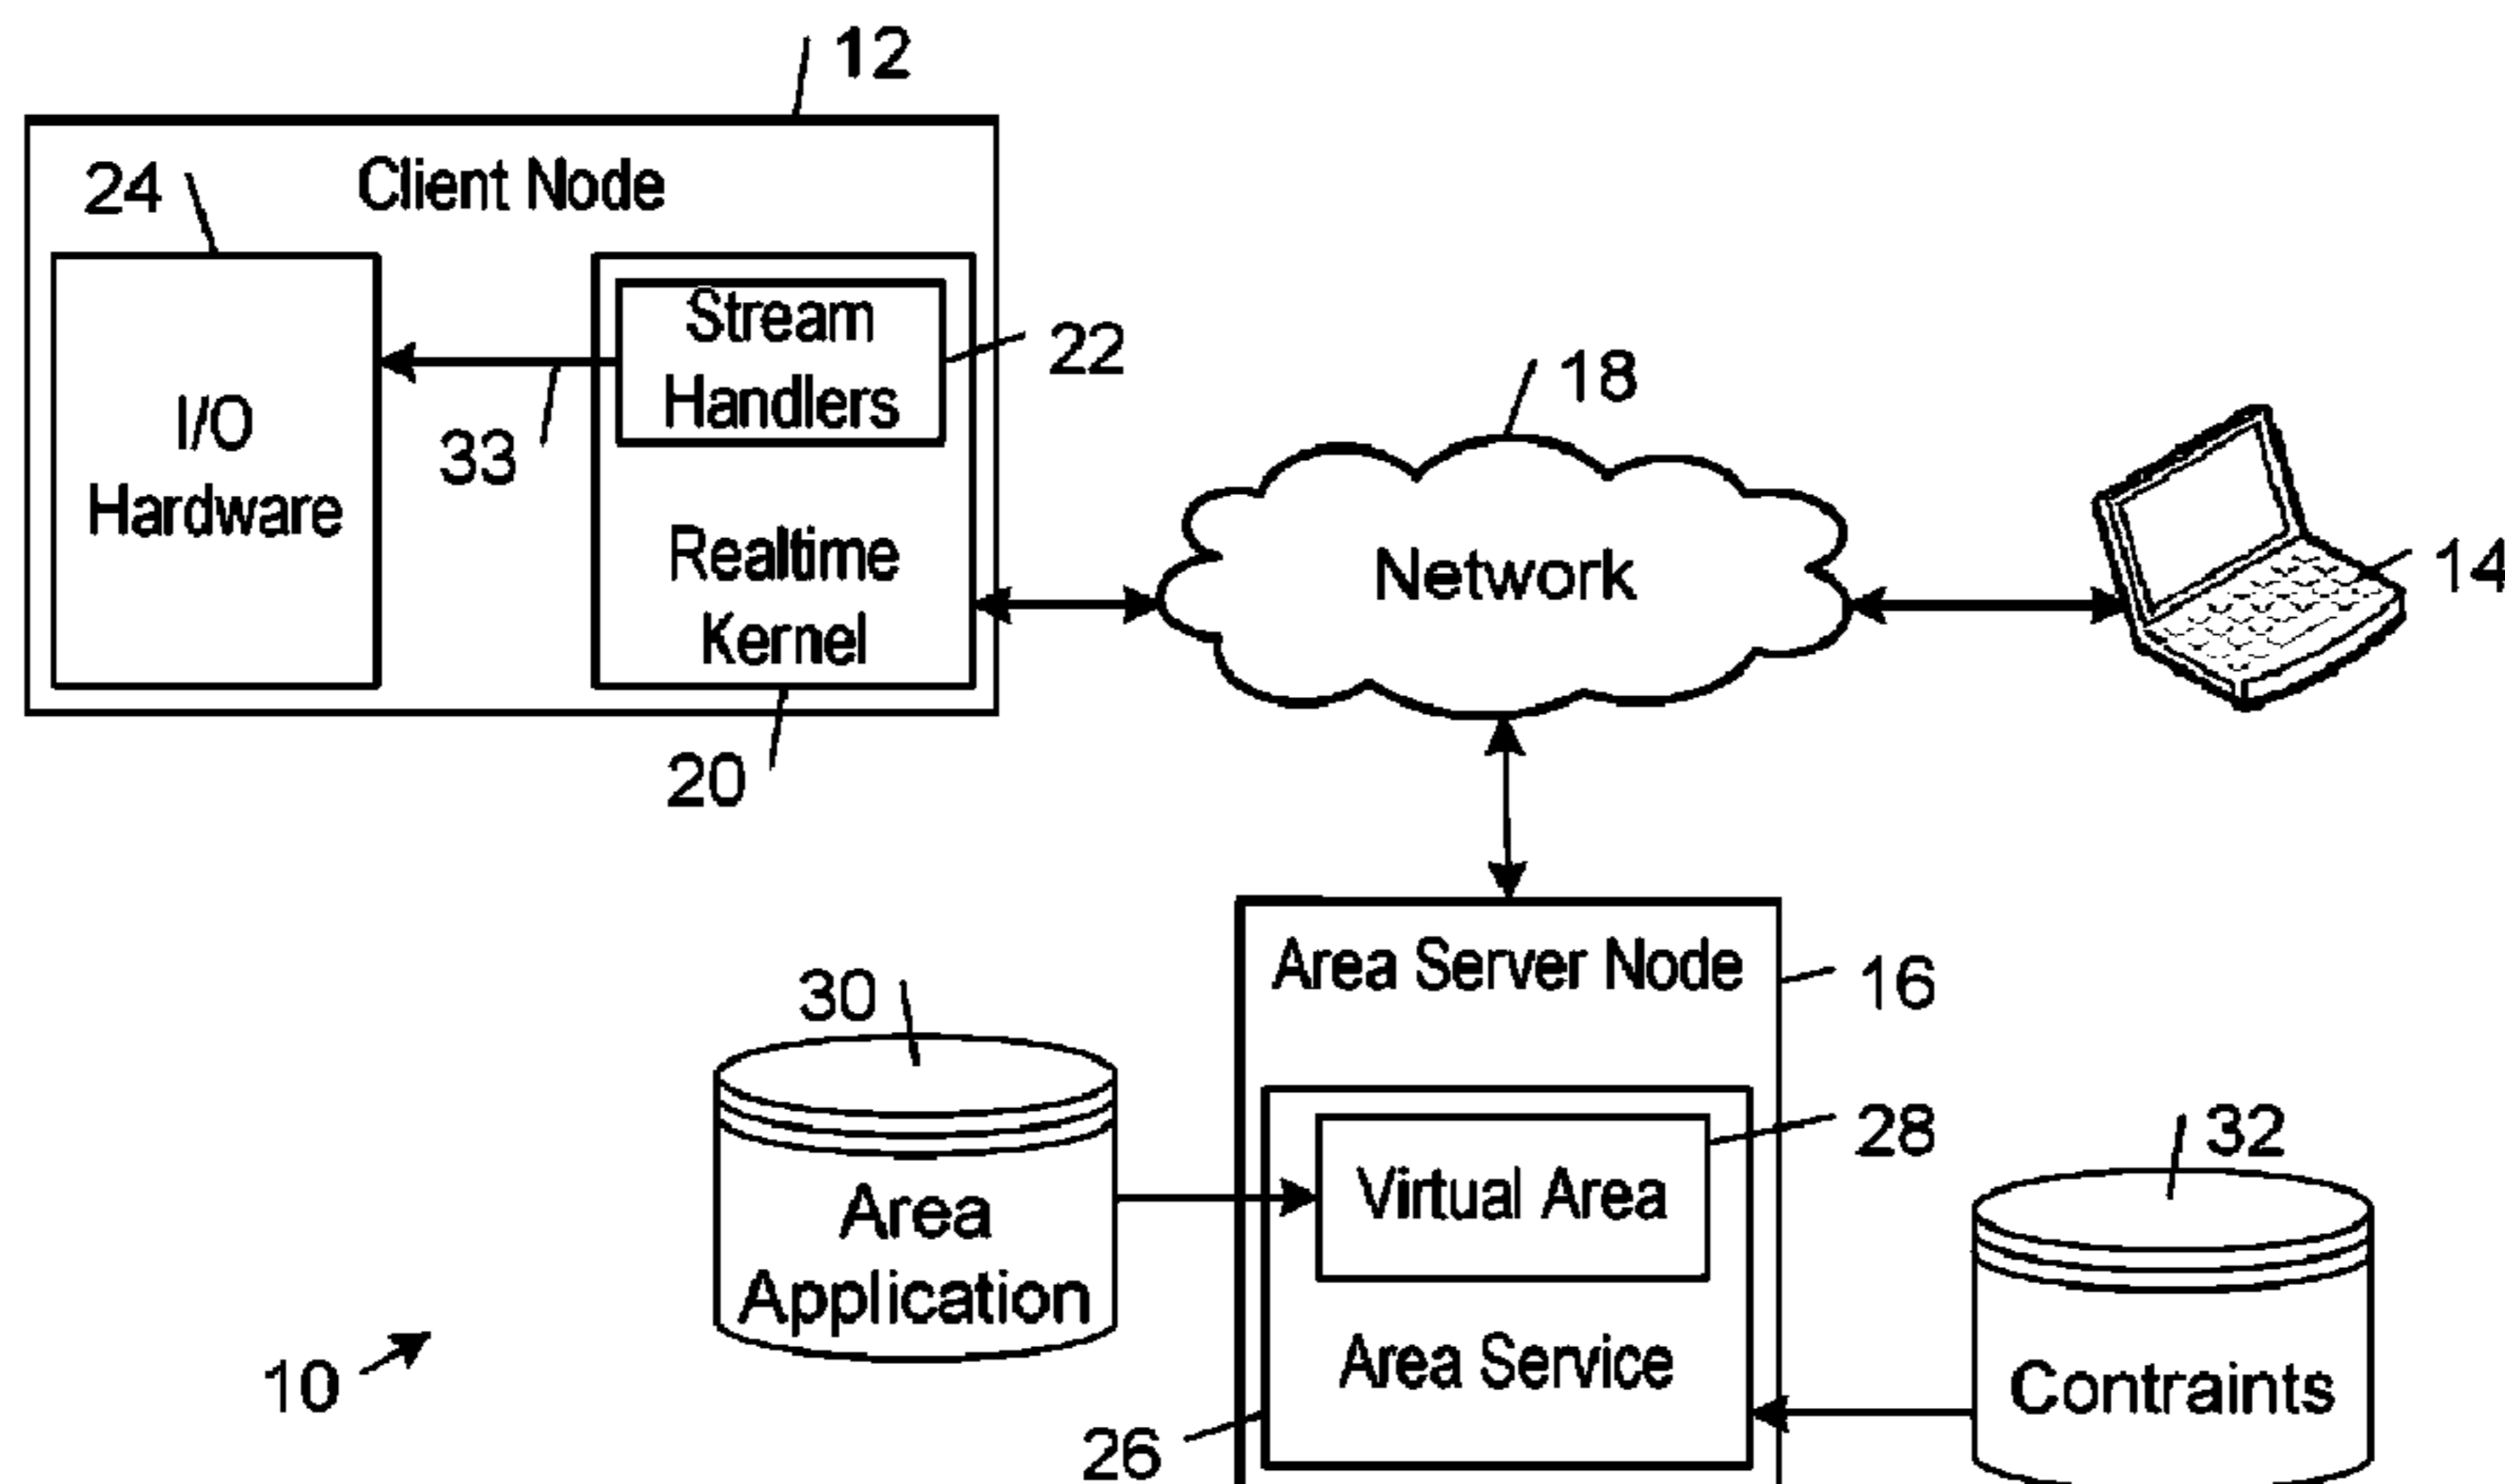 12
24
Client Node
Stream
Handlers
22
I/O
Hardware
33
Realtime
Kernel
20
18
Network
14
Area Server Node
16
30
Area
Application
28
Virtual Area
32
Area Service
Contraints
10
26